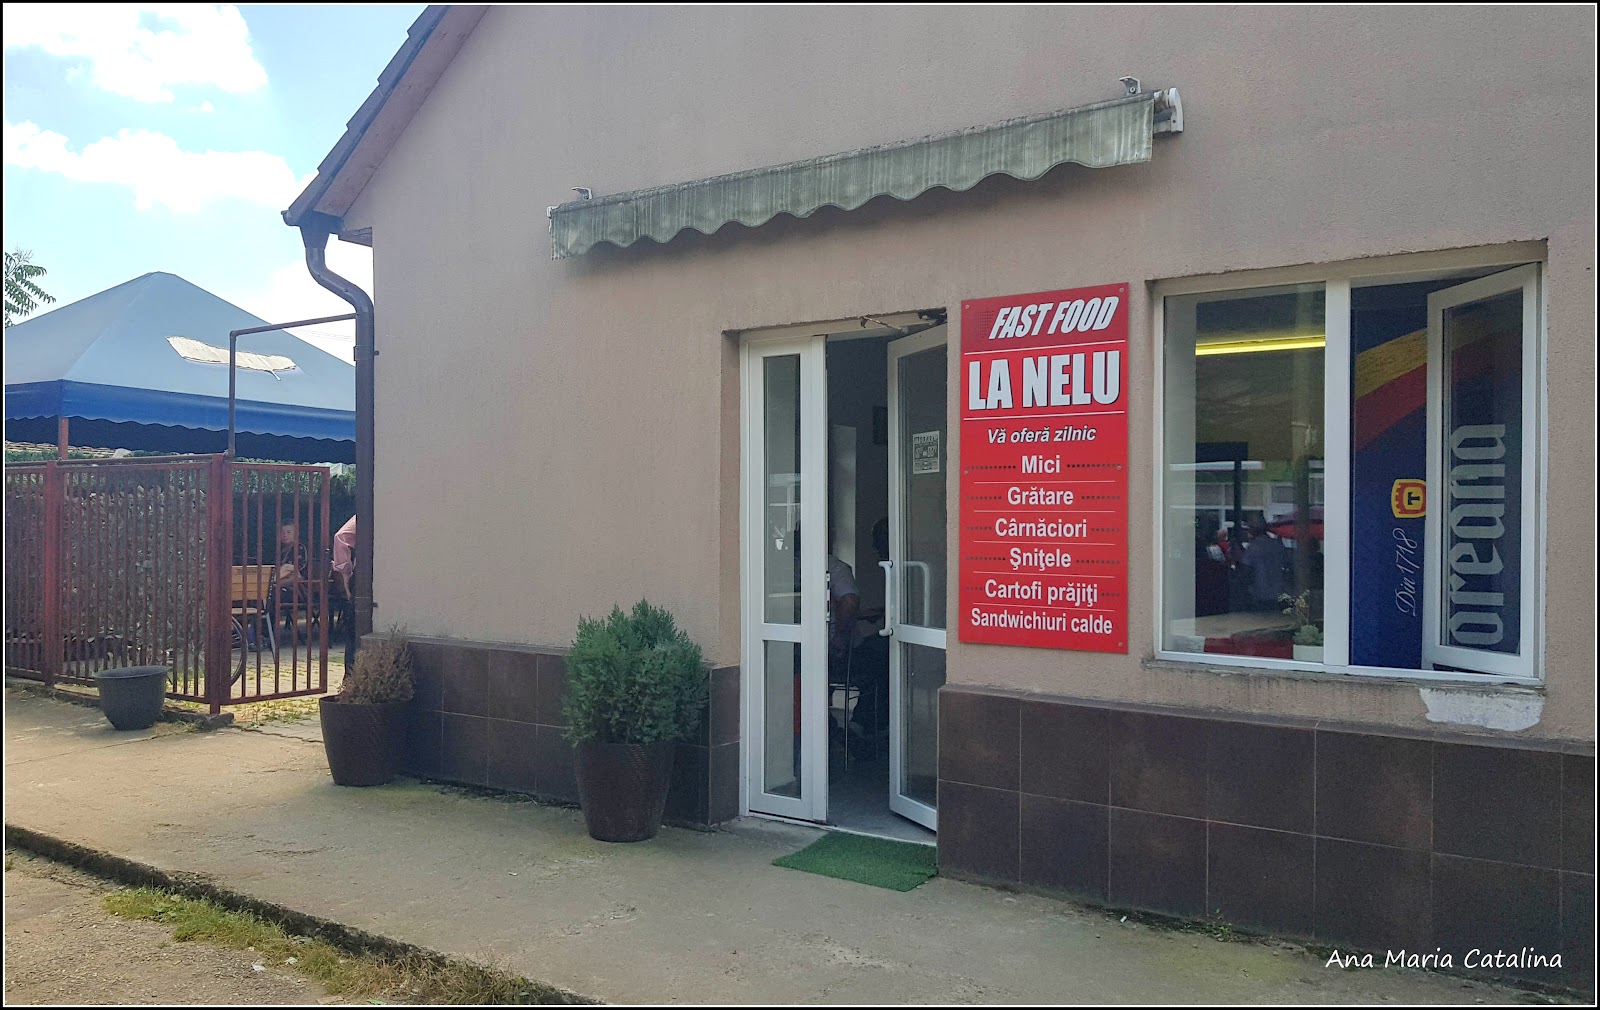 FAST FOOD
LA NELU
Vă oferă zilnic
Mici
Grătare
Cârnăciori
Şniţele
Cartofi prăjiţi
Sandwichiuri calde
Din 1718
T
oreana
Ana Maria Catalina